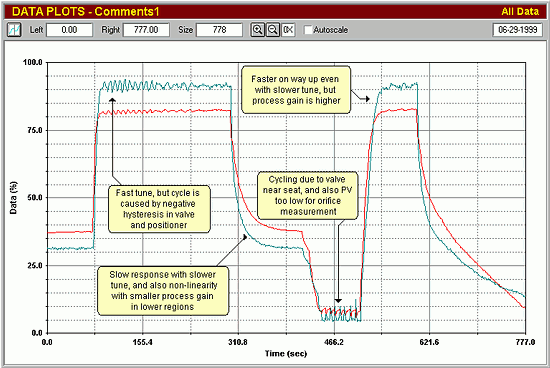 DATA PLOTS - Comments1
All Data
Left 0.00 Right 777.00 Size 778 Autoscale 06-29-1999
100.0
75.0
50.0
25.0
0.0
Data (%)
Faster on way up even
with slower tune, but
process gain is higher
Fast tune, but cycle is
caused by negative
hysteresis in valve
and positioner
Cycling due to valve
near seat, and also PV
too low for orifice
measurement
Slow response with slower
tune, and also non-linearity
with smaller process gain
in lower regions
0.0 155.4 310.8 466.2 621.6 777.0
Time (sec)